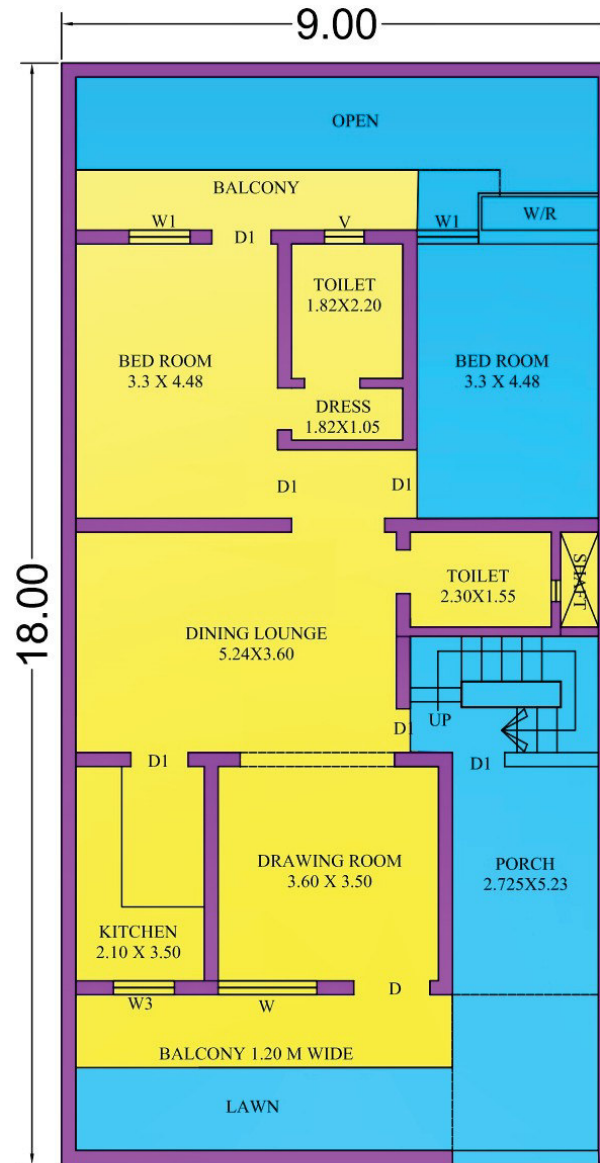 9.00
18.00
OPEN
BALCONY
W1
D1
V
W1
W/R
TOILET
1.82X2.20
BED ROOM
3.3 X 4.48
BED ROOM
3.3 X 4.48
DRESS
1.82X1.05
D1
D1
TOILET
2.30X1.55
SHAFT
DINING LOUNGE
5.24X3.60
UP
D1
D1
D1
DRAWING ROOM
3.60 X 3.50
PORCH
2.725X5.23
KITCHEN
2.10 X 3.50
W3
W
D
BALCONY 1.20 M WIDE
LAWN